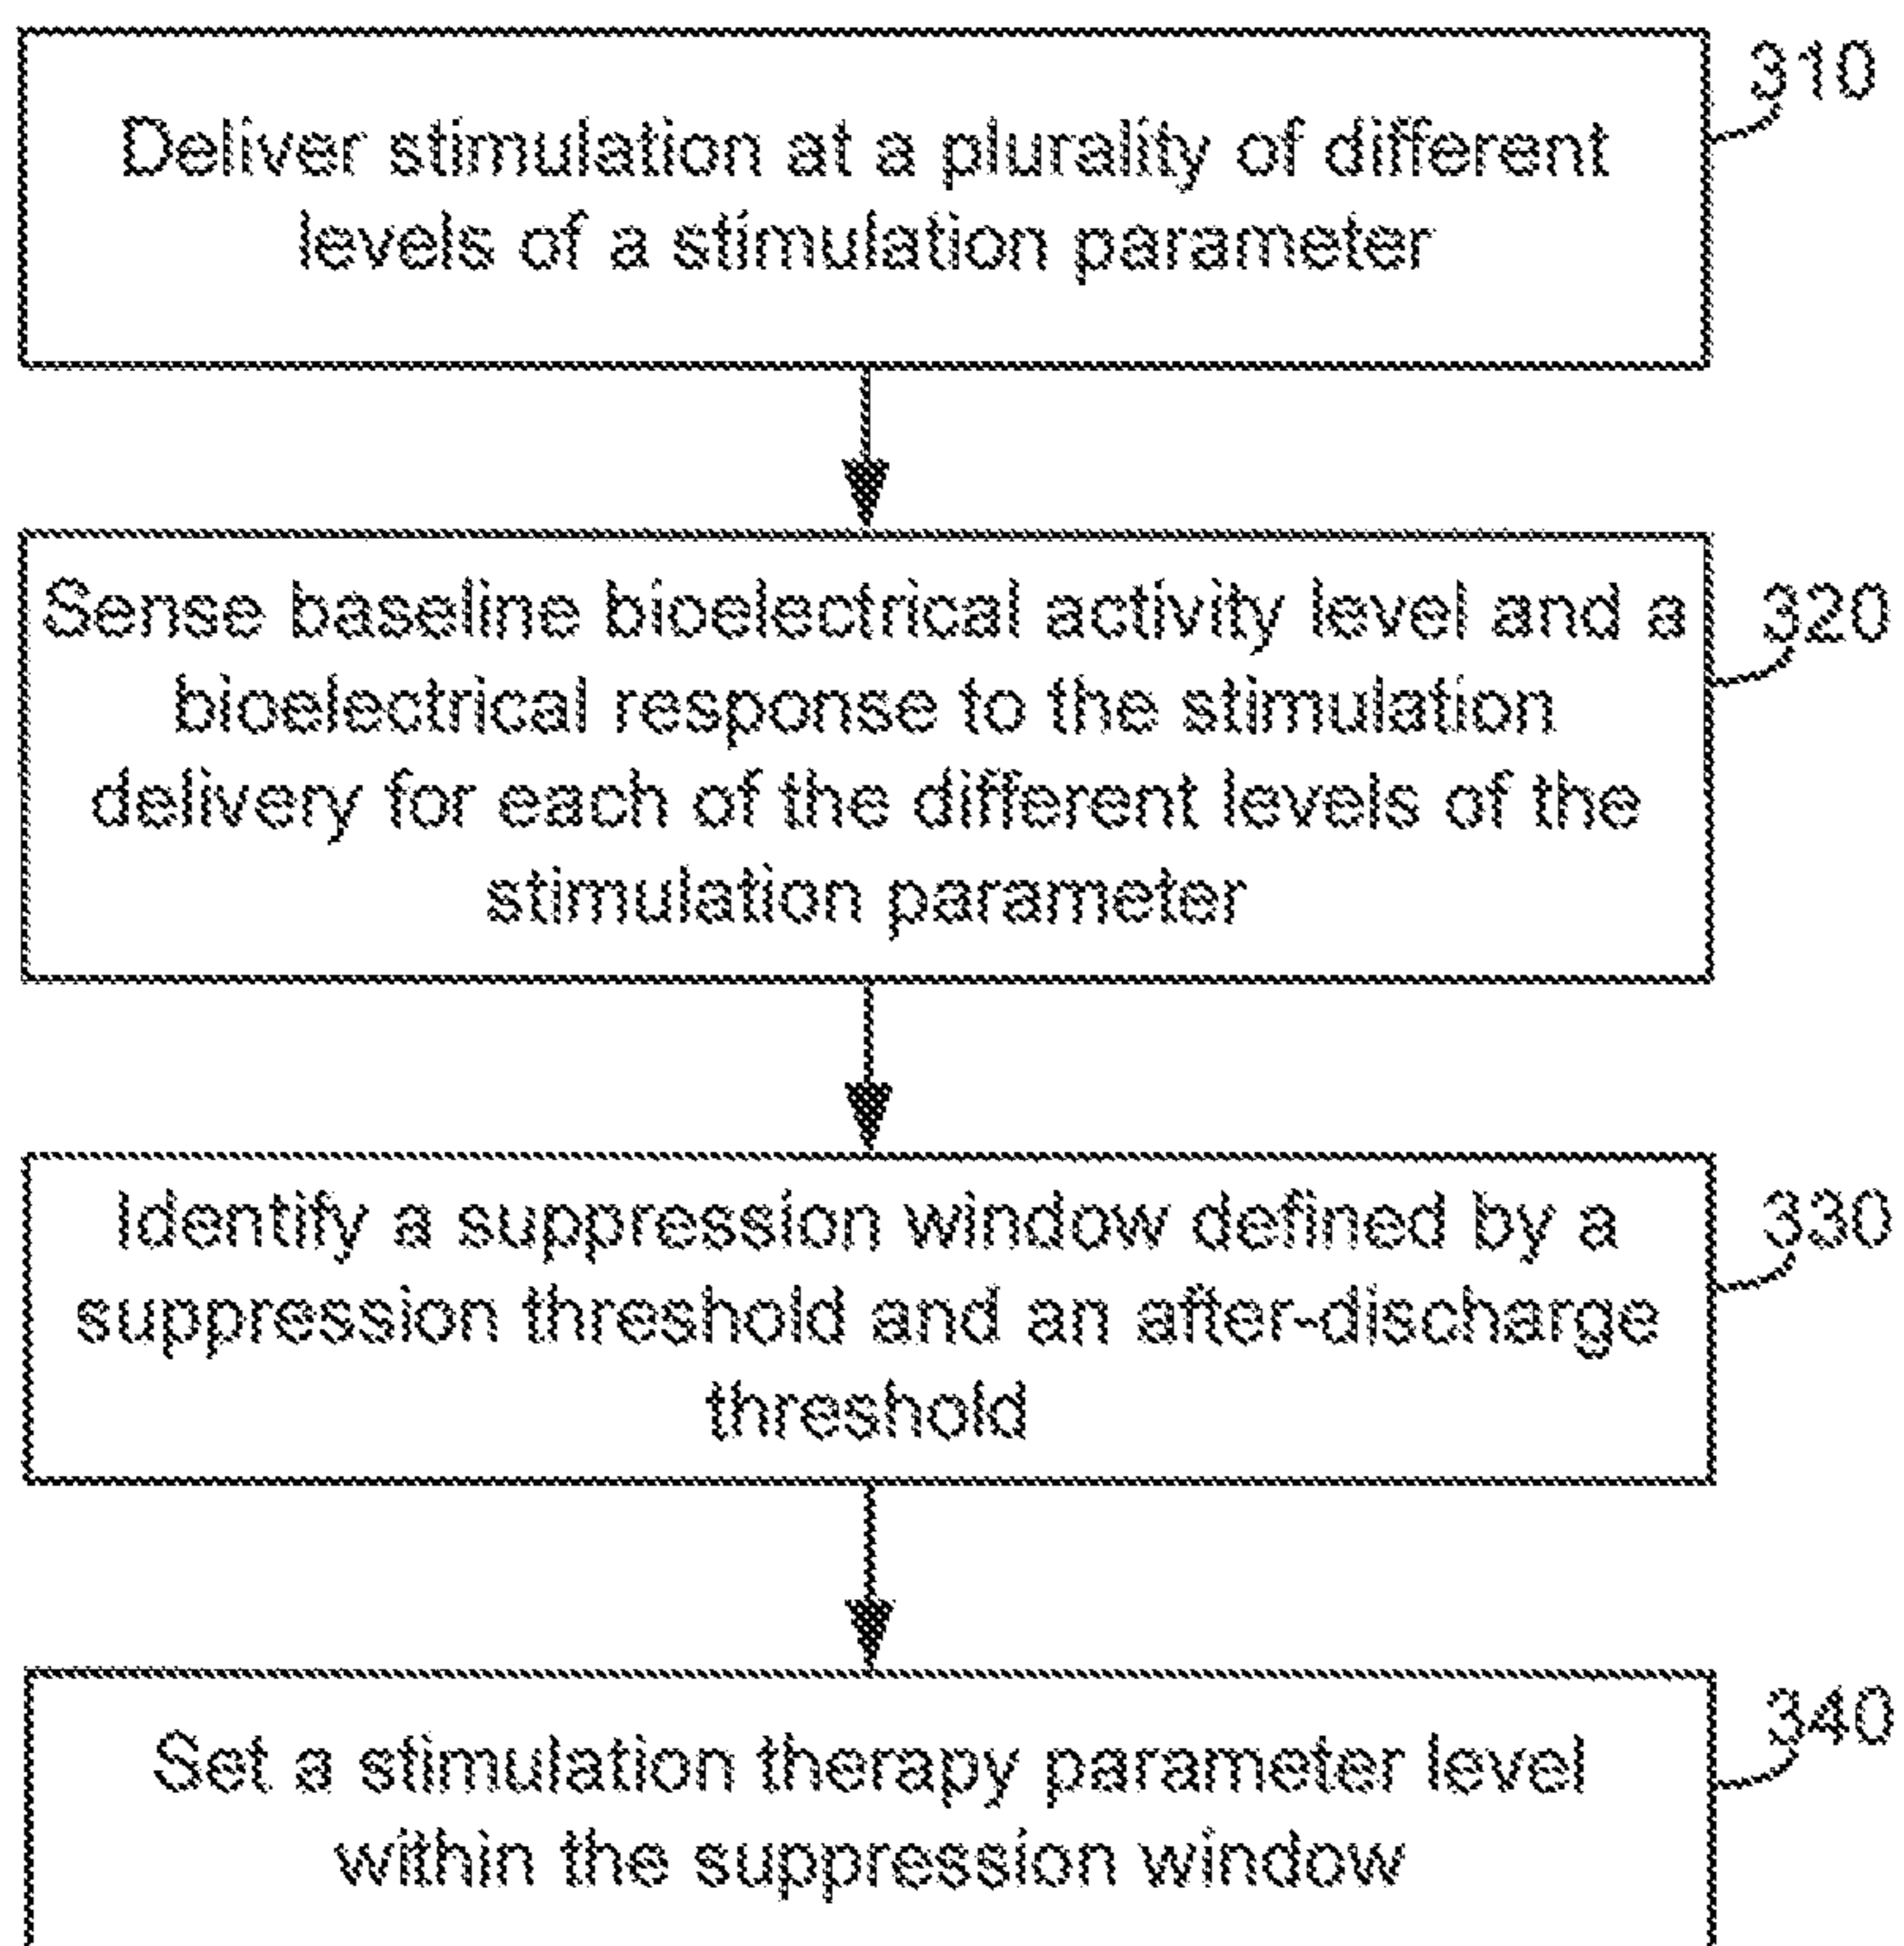 310
Deliver stimulation at a plurality of different
levels of a stimulation parameter
320
Sense baseline bioelectrical activity level and a
bioelectrical response to the stimulation
delivery for each of the different levels of the
stimulation parameter
330
Identify a suppression window defined by a
suppression threshold and an after-discharge
threshold
340
Set a stimulation therapy parameter level
within the suppression window